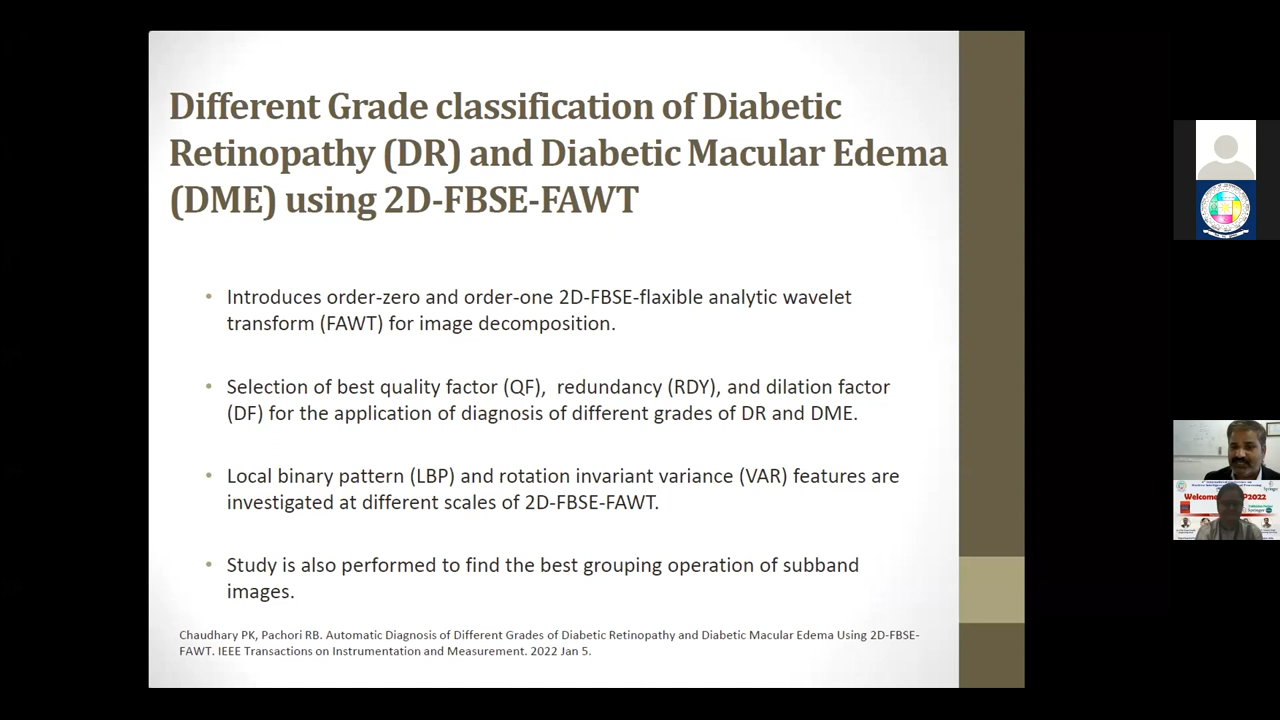 Different Grade classification of Diabetic
Retinopathy (DR) and Diabetic Macular Edema
(DME) using 2D-FBSE-FAWT
• Introduces order-zero and order-one 2D-FBSE-flaxible analytic wavelet
transform (FAWT) for image decomposition.
• Selection of best quality factor (QF), redundancy (RDY), and dilation factor
(DF) for the application of diagnosis of different grades of DR and DME.
• Local binary pattern (LBP) and rotation invariant variance (VAR) features are
investigated at different scales of 2D-FBSE-FAWT.
• Study is also performed to find the best grouping operation of subband
images.
Chaudhary PK, Pachori RB. Automatic Diagnosis of Different Grades of Diabetic Retinopathy and Diabetic Macular Edema Using 2D-FBSE-
FAWT. IEEE Transactions on Instrumentation and Measurement. 2022 Jan 5.
Springer